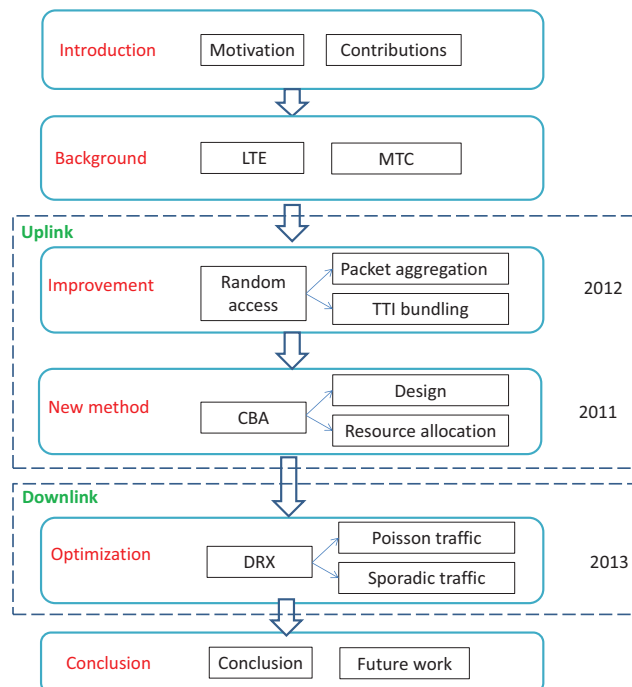 Introduction
Motivation
Contributions
Background
LTE
MTC
Uplink
Improvement
Random
access
Packet aggregation
TTI bundling
2012
New method
CBA
Design
Resource allocation
2011
Downlink
Optimization
DRX
Poisson traffic
Sporadic traffic
2013
Conclusion
Conclusion
Future work